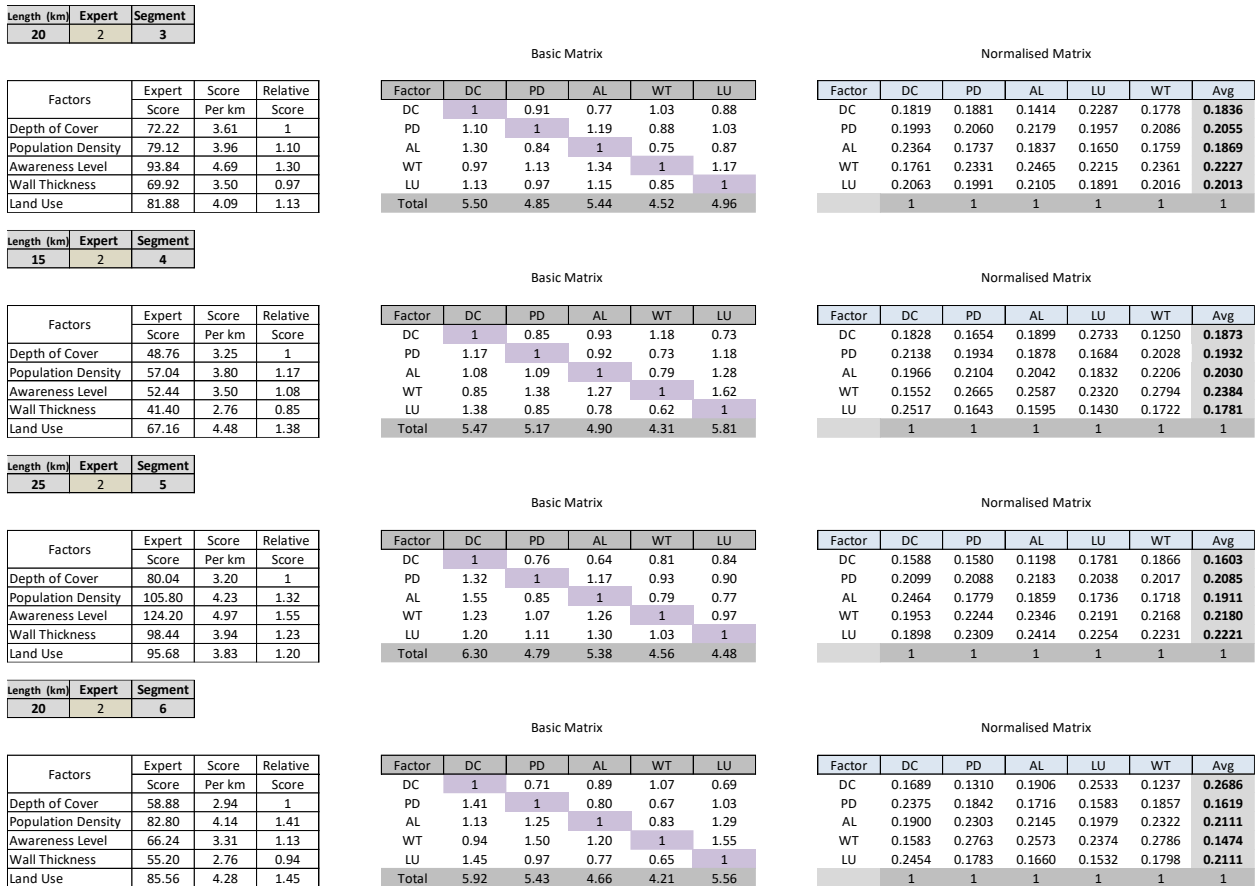 Length (km) Expert Segment
20 2 3
Basic Matrix Normalised Matrix
Factors Expert Score Relative Factor DC PD AL WT LU Factor DC PD AL LU WT Avg
Score Per km Score DC 1 0.91 0.77 1.03 0.88 DC 0.1819 0.1881 0.1414 0.2287 0.1778 0.1836
Depth of Cover 72.22 3.61 1 PD 1.10 1 1.19 0.88 1.03 PD 0.1993 0.2060 0.2179 0.1957 0.2086 0.2055
Population Density 79.12 3.96 1.10 AL 1.30 0.84 1 0.75 0.87 AL 0.2364 0.1737 0.1837 0.1650 0.1759 0.1869
Awareness Level 93.84 4.69 1.30 WT 0.97 1.13 1.34 1 1.17 WT 0.1761 0.2331 0.2465 0.2215 0.2361 0.2227
Wall Thickness 69.92 3.50 0.97 LU 1.13 0.97 1.15 0.85 1 LU 0.2063 0.1991 0.2105 0.1891 0.2016 0.2013
Land Use 81.88 4.09 1.13 Total 5.50 4.85 5.44 4.52 4.96 1 1 1 1 1 1
Length (km) Expert Segment
15 2 4
Basic Matrix Normalised Matrix
Factors Expert Score Relative Factor DC PD AL WT LU Factor DC PD AL LU WT Avg
Score Per km Score DC 1 0.85 0.93 1.18 0.73 DC 0.1828 0.1654 0.1899 0.2733 0.1250 0.1873
Depth of Cover 48.76 3.25 1 PD 1.17 1 0.92 0.73 1.18 PD 0.2138 0.1934 0.1878 0.1684 0.2028 0.1932
Population Density 57.04 3.80 1.17 AL 1.08 1.09 1 0.79 1.28 AL 0.1966 0.2104 0.2042 0.1832 0.2206 0.2030
Awareness Level 52.44 3.50 1.08 WT 0.85 1.38 1.27 1 1.62 WT 0.1552 0.2665 0.2587 0.2320 0.2794 0.2384
Wall Thickness 41.40 2.76 0.85 LU 1.38 0.85 0.78 0.62 1 LU 0.2517 0.1643 0.1595 0.1430 0.1722 0.1781
Land Use 67.16 4.48 1.38 Total 5.47 5.17 4.90 4.31 5.81 1 1 1 1 1 1
Length (km) Expert Segment
25 2 5
Basic Matrix Normalised Matrix
Factors Expert Score Relative Factor DC PD AL WT LU Factor DC PD AL LU WT Avg
Score Per km Score DC 1 0.76 0.64 0.81 0.84 DC 0.1588 0.1580 0.1198 0.1781 0.1866 0.1603
Depth of Cover 80.04 3.20 1 PD 1.32 1 1.17 0.93 0.90 PD 0.2099 0.2088 0.2183 0.2038 0.2017 0.2085
Population Density 105.80 4.23 1.32 AL 1.55 0.85 1 0.79 0.77 AL 0.2464 0.1779 0.1859 0.1736 0.1718 0.1911
Awareness Level 124.20 4.97 1.55 WT 1.23 1.07 1.26 1 0.97 WT 0.1953 0.2244 0.2346 0.2191 0.2168 0.2180
Wall Thickness 98.44 3.94 1.23 LU 1.20 1.11 1.30 1.03 1 LU 0.1898 0.2309 0.2414 0.2254 0.2231 0.2221
Land Use 95.68 3.83 1.20 Total 6.30 4.79 5.38 4.56 4.48 1 1 1 1 1 1
Length (km) Expert Segment
20 2 6
Basic Matrix Normalised Matrix
Factors Expert Score Relative Factor DC PD AL WT LU Factor DC PD AL LU WT Avg
Score Per km Score DC 1 0.71 0.89 1.07 0.69 DC 0.1689 0.1310 0.1906 0.2533 0.1237 0.2686
Depth of Cover 58.88 2.94 1 PD 1.41 1 0.80 0.67 1.03 PD 0.2375 0.1842 0.1716 0.1583 0.1857 0.1619
Population Density 82.80 4.14 1.41 AL 1.13 1.25 1 0.83 1.29 AL 0.1900 0.2303 0.2145 0.1979 0.2322 0.2111
Awareness Level 66.24 3.31 1.13 WT 0.94 1.50 1.20 1 1.55 WT 0.1583 0.2763 0.2573 0.2374 0.2786 0.1474
Wall Thickness 55.20 2.76 0.94 LU 1.45 0.97 0.77 0.65 1 LU 0.2454 0.1783 0.1660 0.1532 0.1798 0.2111
Land Use 85.56 4.28 1.45 Total 5.92 5.43 4.66 4.21 5.56 1 1 1 1 1 1